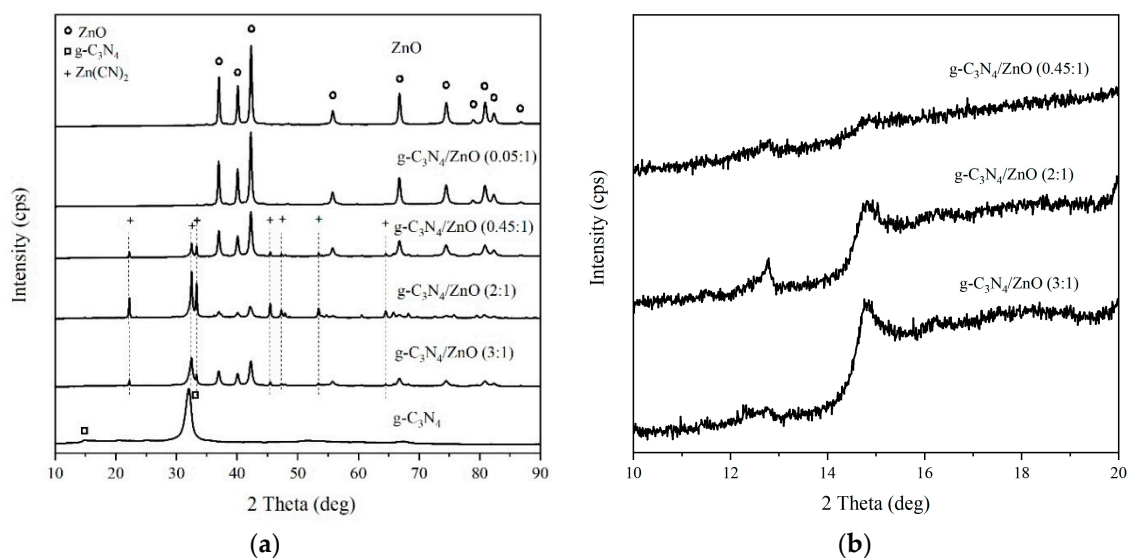 ○ ZnO
□ g-C₃N₄
+ Zn(CN)₂
ZnO
g-C₃N₄/ZnO (0.05:1)
g-C₃N₄/ZnO (0.45:1)
g-C₃N₄/ZnO (2:1)
g-C₃N₄/ZnO (3:1)
g-C₃N₄
Intensity (cps)
10 20 30 40 50 60 70 80 90
2 Theta (deg)
(a)
g-C₃N₄/ZnO (0.45:1)
g-C₃N₄/ZnO (2:1)
g-C₃N₄/ZnO (3:1)
Intensity (cps)
10 12 14 16 18 20
2 Theta (deg)
(b)